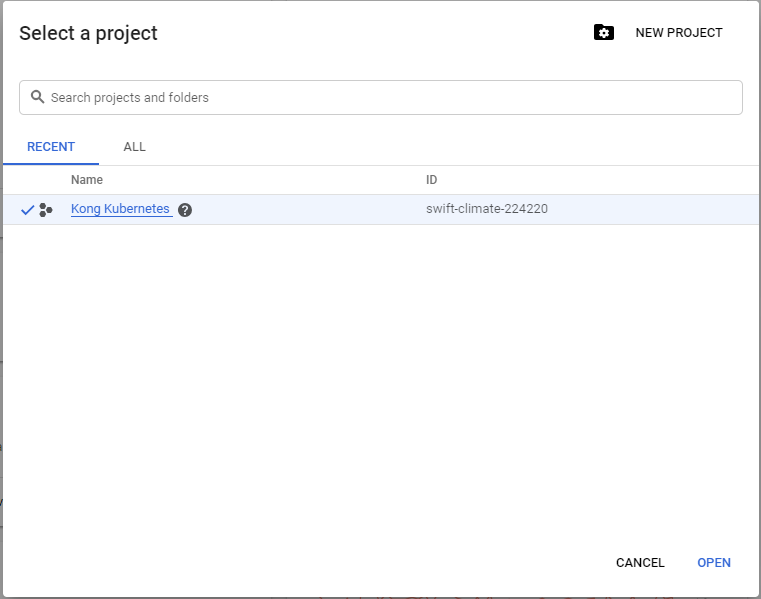 Select a project
NEW PROJECT
Search projects and folders
RECENT ALL
Name ID
Kong Kubernetes swift-climate-224220
CANCEL OPEN